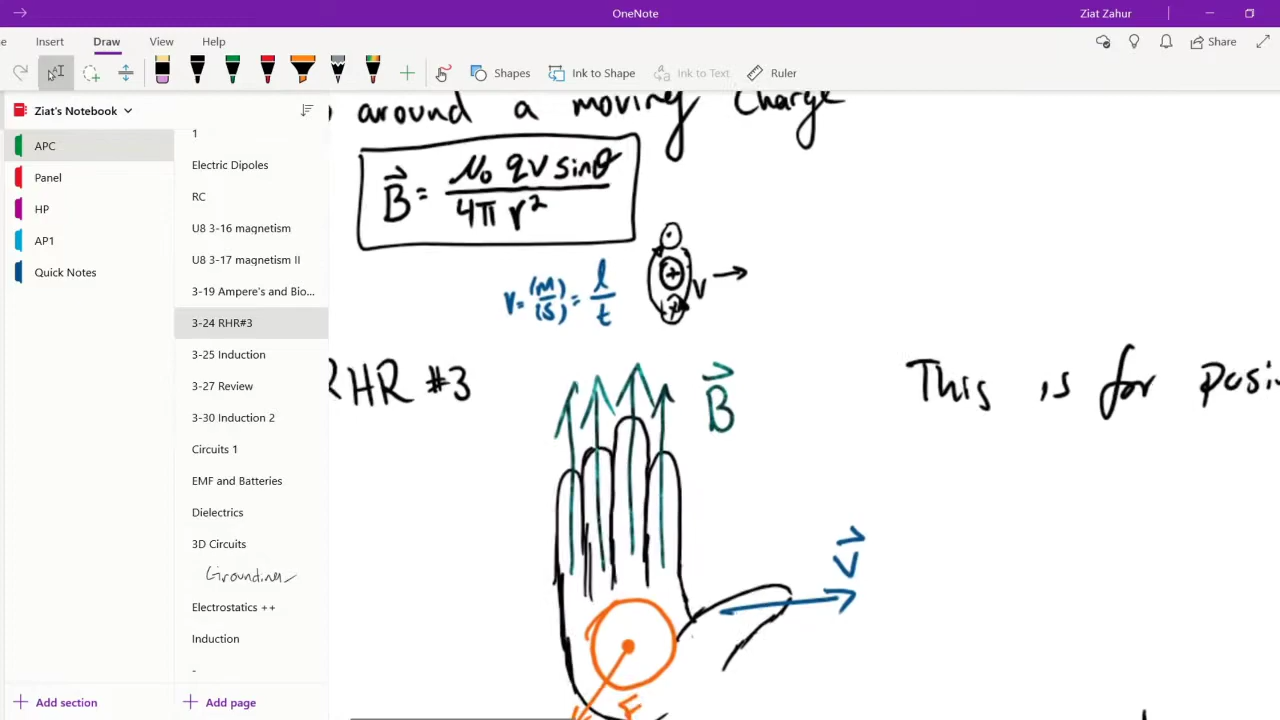 OneNote
Ziat Zahur
Insert Draw View Help
Share
Shapes
Ink to Shape
Ink to Text
Ruler
Ziat's Notebook
APC
Panel
HP
AP1
Quick Notes
Add section
1
Electric Dipoles
RC
U8 3-16 magnetism
U8 3-17 magnetism II
3-19 Ampere's and Bio...
3-24 RHR#3
3-25 Induction
3-27 Review
3-30 Induction 2
Circuits 1
EMF and Batteries
Dielectrics
3D Circuits
Electrostatics ++
Induction
-
Add page
around a moving charge
B⃗ = μ₀ qv sinθ / 4π r²
v = (m)/(s) = l/t
+ v →
RHR #3
B⃗
This is for
v⃗